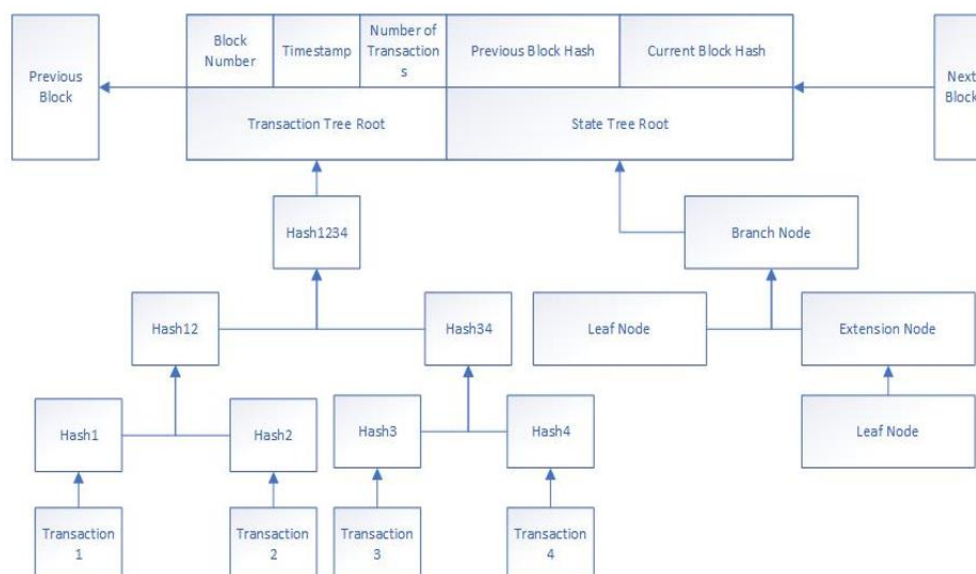 Previous
Block
Block
Number
Timestamp
Number of
Transaction
s
Previous Block Hash
Current Block Hash
Next
Block
Transaction Tree Root
State Tree Root
Hash1234
Branch Node
Hash12
Hash34
Leaf Node
Extension Node
Hash1
Hash2
Hash3
Hash4
Leaf Node
Transaction
1
Transaction
2
Transaction
3
Transaction
4